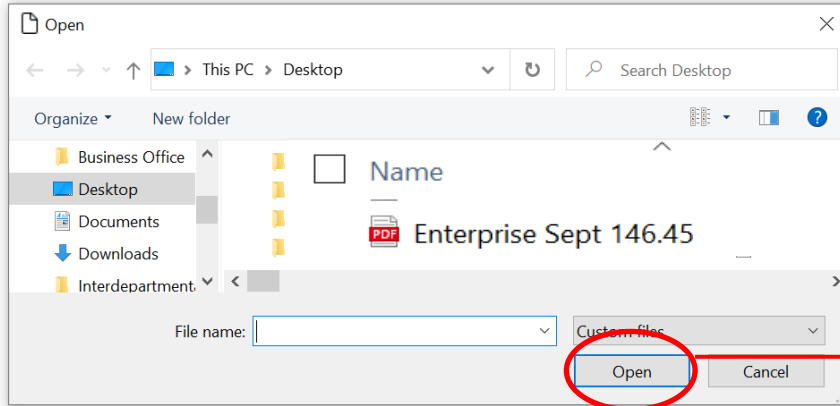 Open
This PC > Desktop
Search Desktop
Organize
New folder
?
Business Office
Desktop
Documents
Downloads
Interdepartment
Name
PDF
Enterprise Sept 146.45
File name:
Custom files
Open
Cancel